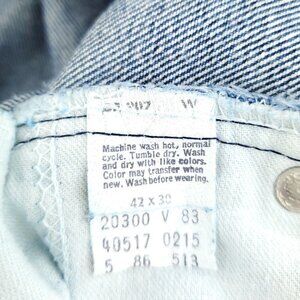 W
Machine wash hot, normal
cycle. Tumble dry. Wash
and dry with like colors.
Color may transfer when
new. Wash before wearing.
42 x 30
20300 V 83
40517 0215
5 86 513